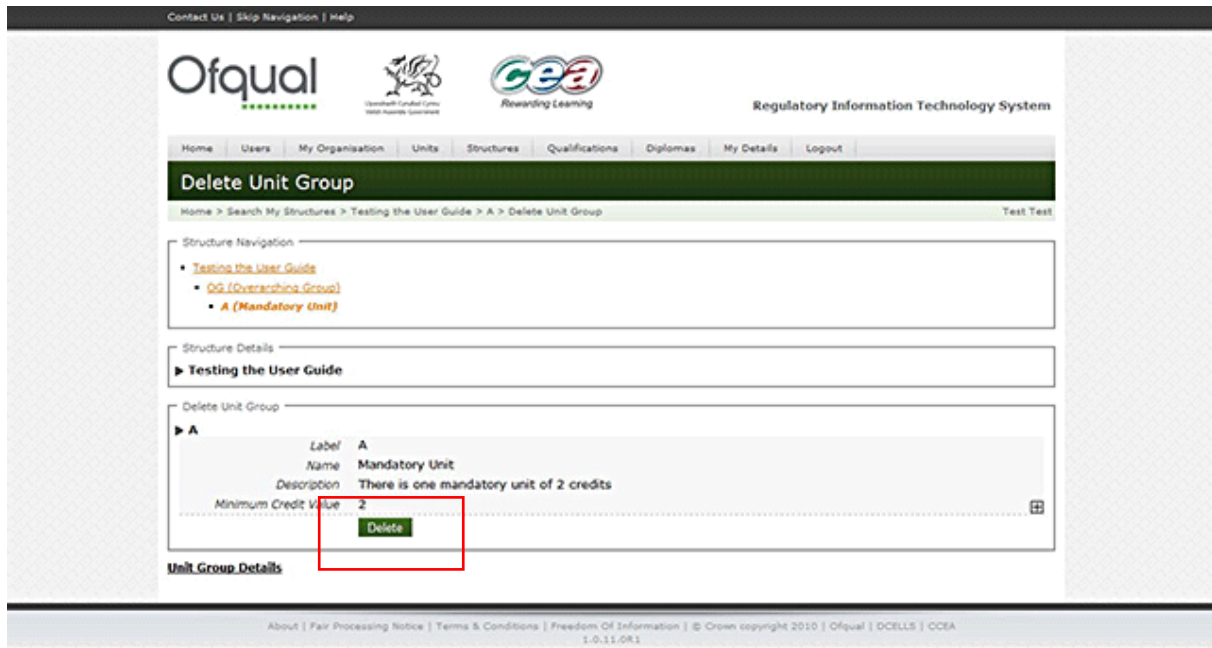 Contact Us | Skip Navigation | Help
Ofqual
cea
Rewarding Learning
Regulatory Information Technology System
Home Users My Organisation Units Structures Qualifications Diplomas My Details Logout
Delete Unit Group
Home > Search My Structures > Testing the User Guide > A > Delete Unit Group Test Test
Structure Navigation
Testing the User Guide
OG (Overarching Group)
A (Mandatory Unit)
Structure Details
Testing the User Guide
Delete Unit Group
A
Label A
Name Mandatory Unit
Description There is one mandatory unit of 2 credits
Minimum Credit Value 2
Delete
Unit Group Details
About | Fair Processing Notice | Terms & Conditions | Freedom Of Information | © Crown copyright 2010 | Ofqual | DCELLS | CCEA
1.0.11.0R1